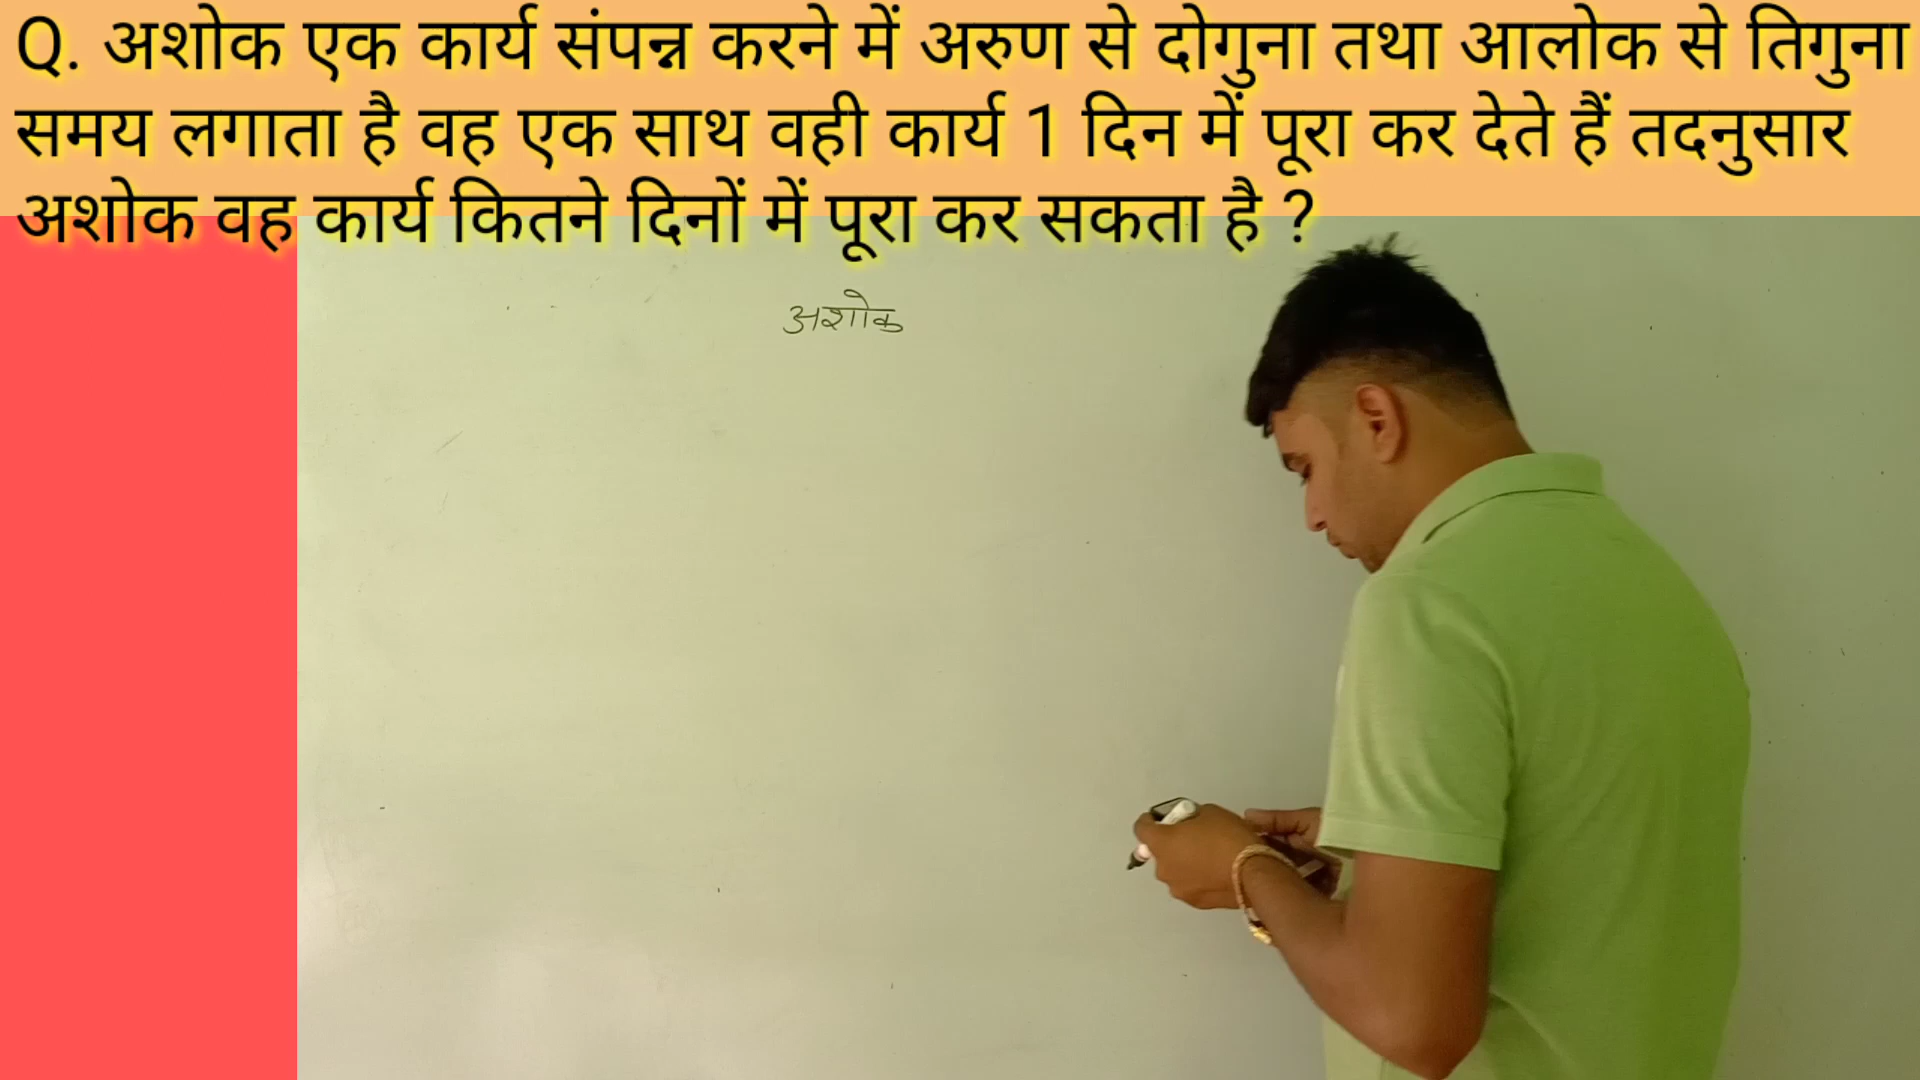 Q. अशोक एक कार्य संपन्न करने में अरुण से दोगुना तथा आलोक से तिगुना
समय लगाता है वह एक साथ वही कार्य 1 दिन में पूरा कर देते हैं तदनुसार
अशोक वह कार्य कितने दिनों में पूरा कर सकता है ?
अशोक